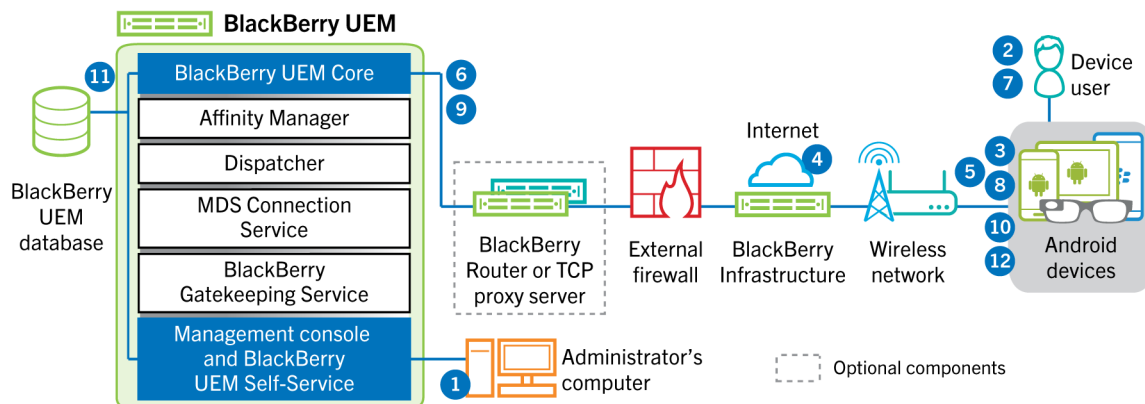 BlackBerry UEM
11
BlackBerry UEM Core
Affinity Manager
Dispatcher
MDS Connection
Service
BlackBerry
Gatekeeping Service
Management console
and BlackBerry
UEM Self-Service
BlackBerry
UEM
database
6
9
1
Administrator’s
computer
BlackBerry
Router or TCP
proxy server
External
firewall
Internet
4
BlackBerry
Infrastructure
Wireless
network
2
7
Device
user
5
3
8
10
12
Android
devices
Optional components